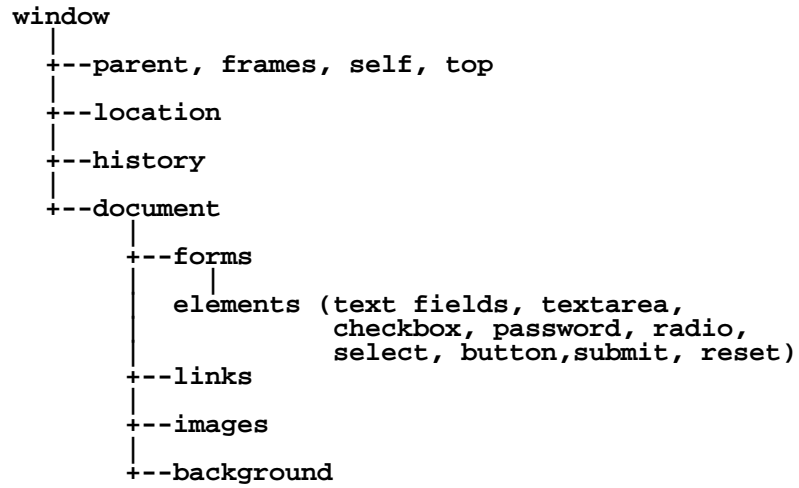 window
|
+--parent, frames, self, top
|
+--location
|
+--history
|
+--document
|
+--forms
| |
| elements (text fields, textarea,
| checkbox, password, radio,
| select, button,submit, reset)
+--links
|
+--images
|
+--background